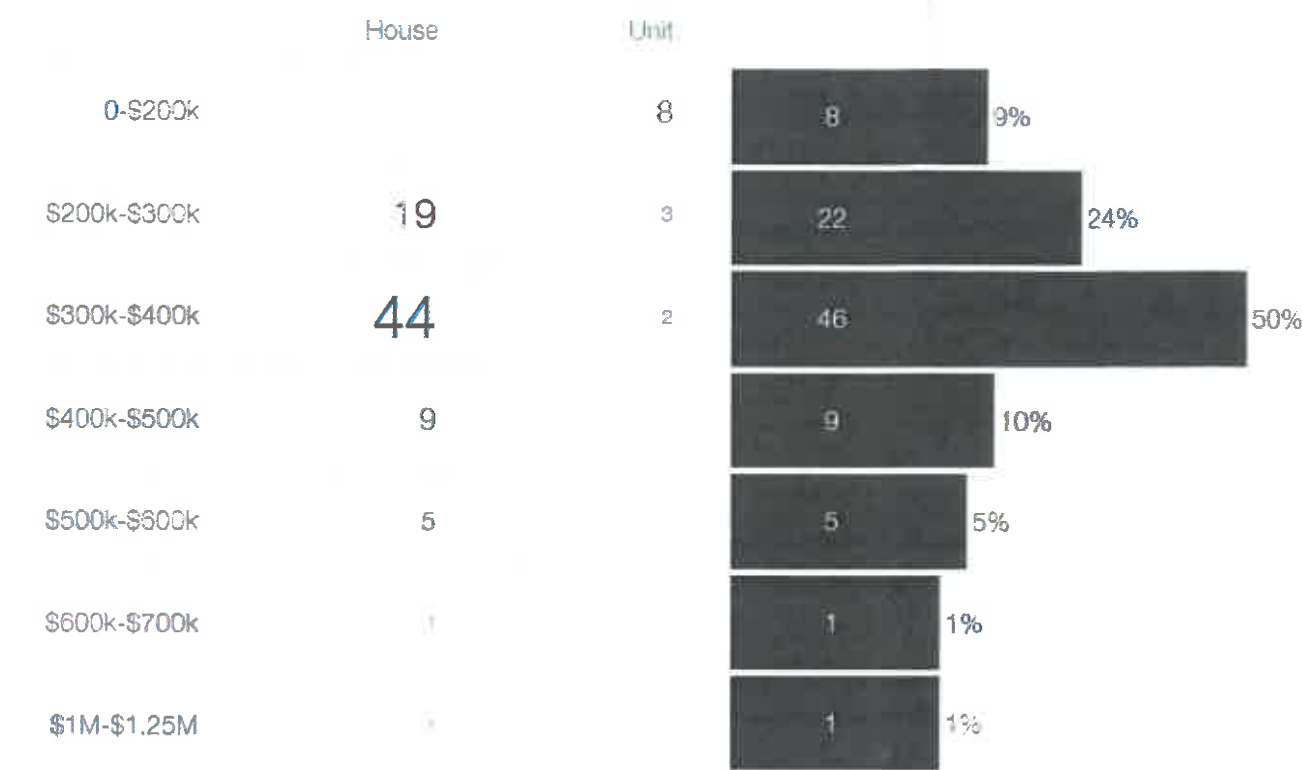 House Unit
0-$200k 8 8 9%
$200k-$300k 19 3 22 24%
$300k-$400k 44 2 46 50%
$400k-$500k 9 9 10%
$500k-$600k 5 5 5%
$600k-$700k 1 1 1%
$1M-$1.25M 1 1%